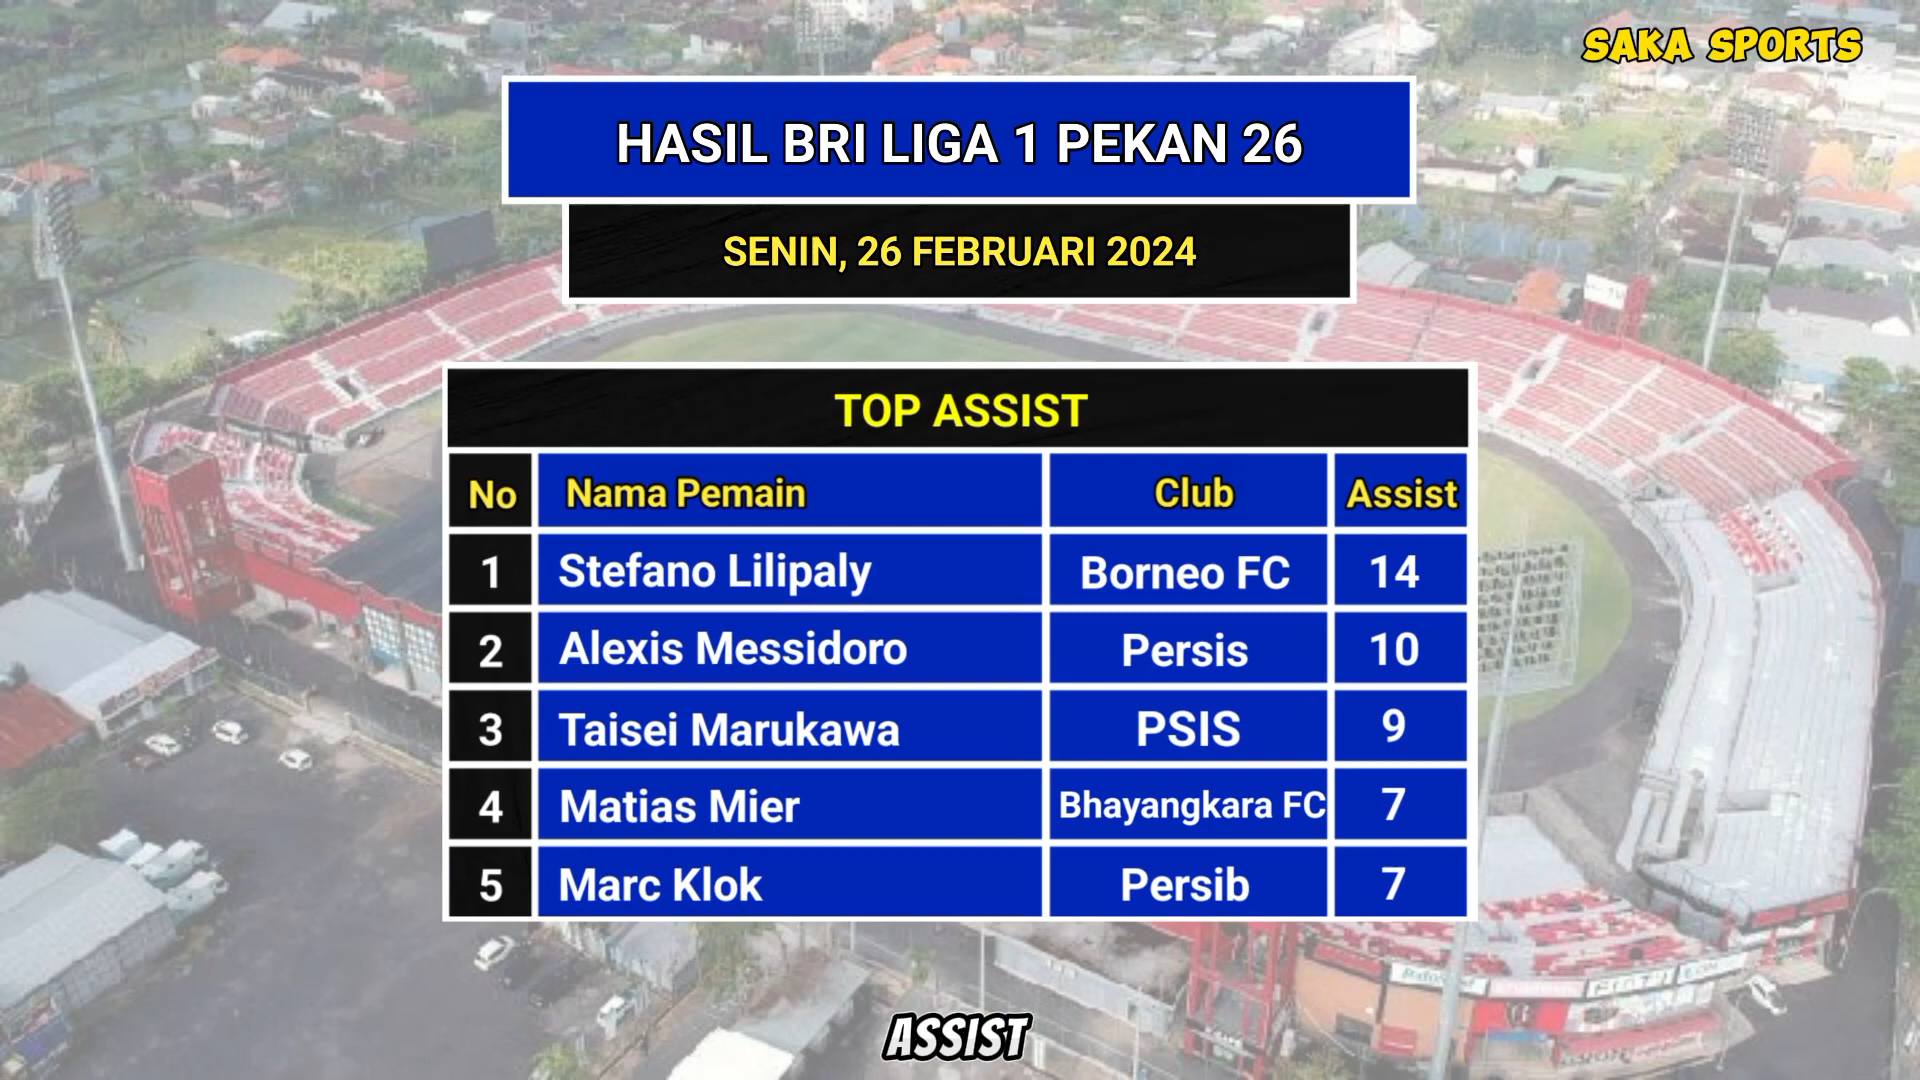 SAKA SPORTS
HASIL BRI LIGA 1 PEKAN 26
SENIN, 26 FEBRUARI 2024
TOP ASSIST
No Nama Pemain Club Assist
1 Stefano Lilipaly Borneo FC 14
2 Alexis Messidoro Persis 10
3 Taisei Marukawa PSIS 9
4 Matias Mier Bhayangkara FC 7
5 Marc Klok Persib 7
ASSIST